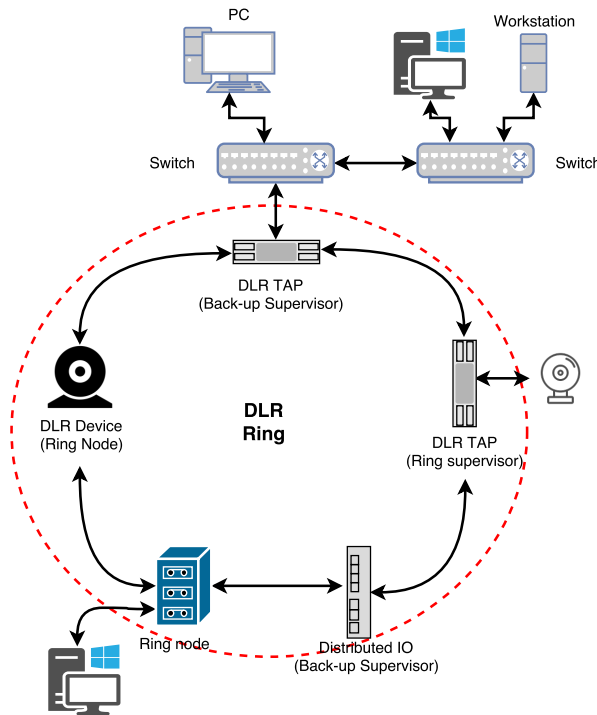 PC
Workstation
Switch
Switch
DLR TAP
(Back-up Supervisor)
DLR Device
(Ring Node)
DLR
Ring
DLR TAP
(Ring supervisor)
Ring node
Distributed IO
(Back-up Supervisor)